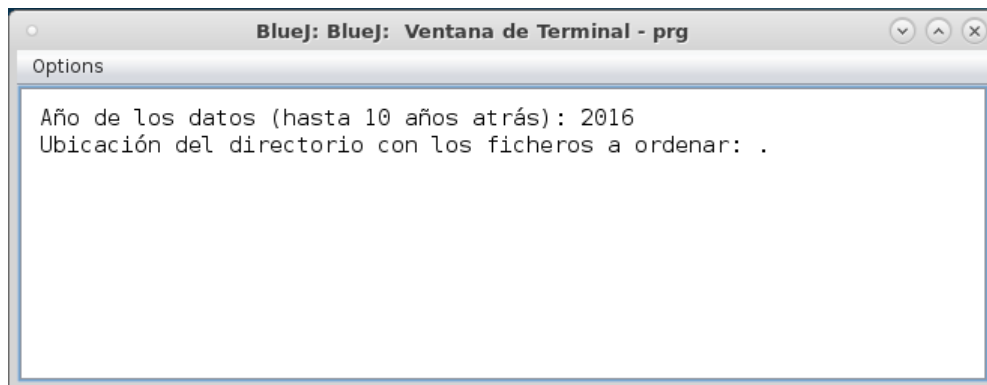 BlueJ: BlueJ: Ventana de Terminal - prg
Options
Año de los datos (hasta 10 años atrás): 2016
Ubicación del directorio con los ficheros a ordenar: .